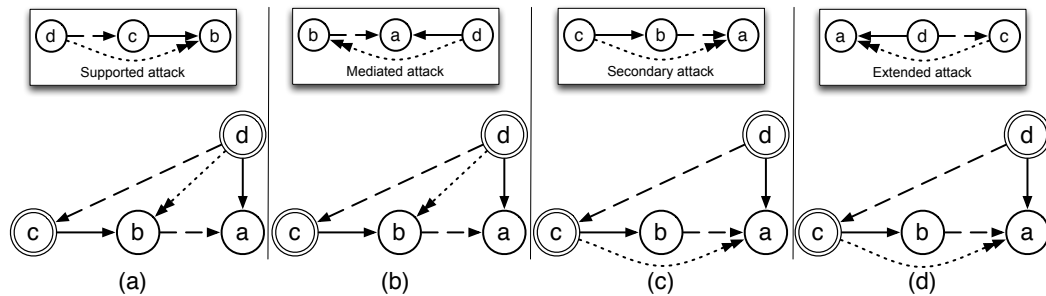 d c b
Supported attack
b a d
Mediated attack
c b a
Secondary attack
a d c
Extended attack
d
c b a
(a)
d
c b a
(b)
d
c b a
(c)
d
c b a
(d)